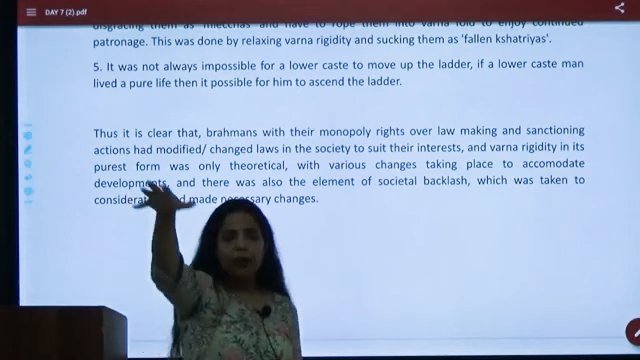 DAY 7 (2).pdf
disgracing them as 'mlecchas' and have to rope them into varna fold to enjoy continued
patronage. This was done by relaxing varna rigidity and sucking them as 'fallen kshatriyas'.
5. It was not always impossible for a lower caste to move up the ladder, if a lower caste man
lived a pure life then it possible for him to ascend the ladder.
Thus it is clear that, brahmans with their monopoly rights over law making and sanctioning
actions had modified/ changed laws in the society to suit their interests, and varna rigidity in its
purest form was only theoretical, with various changes taking place to accomodate
developments, and there was also the element of societal backlash, which was taken to
made necessary changes.